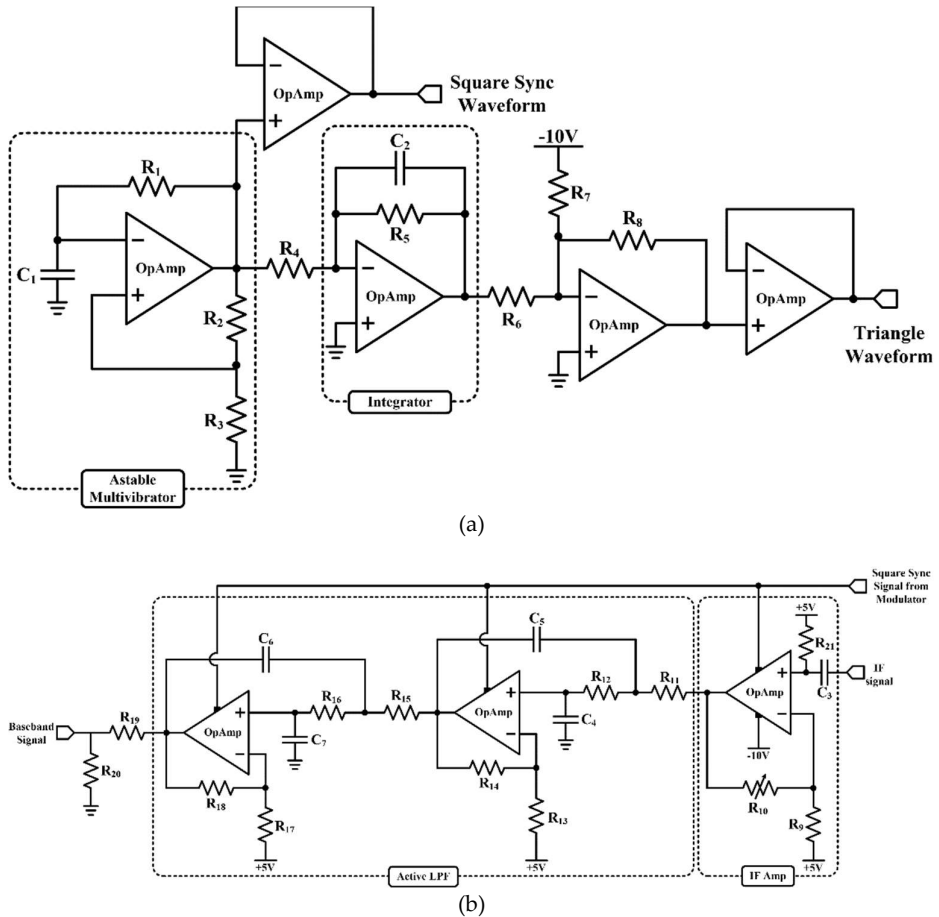 OpAmp
Square Sync
Waveform
R1
C1
OpAmp
R2
R3
Astable
Multivibrator
R4
C2
R5
OpAmp
Integrator
R6
-10V
R7
R8
OpAmp
OpAmp
Triangle
Waveform
(a)
Square Sync
Signal from
Modulator
C6
C5
+5V
R21
IF
signal
C3
R16
R15
R12
R11
OpAmp
OpAmp
OpAmp
Baseband
Signal
R19
R20
C7
C4
-10V
R18
R17
+5V
R14
R13
+5V
R10
R9
+5V
Active LPF
IF Amp
(b)